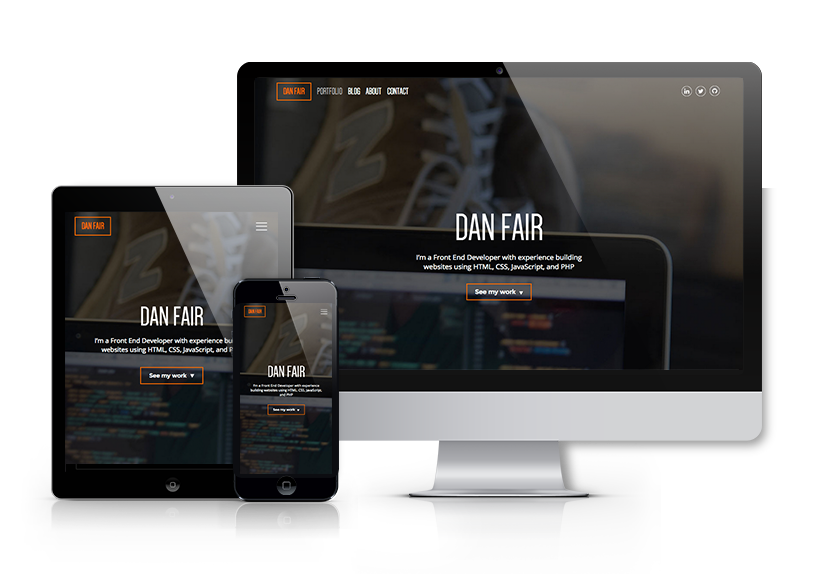 DAN FAIR PORTFOLIO BLOG ABOUT CONTACT
DAN FAIR
I'm a Front End Developer with experience building
websites using HTML, CSS, JavaScript, and PHP
See my work ▼
DAN FAIR
DAN FAIR
I'm a Front End Developer with experience
websites using HTML, CSS, JavaScript, and
See my work ▼
DAN FAIR
DAN FAIR
I'm a Front End Developer with experience
building websites using HTML, CSS, JavaScript,
and PHP
See my work ▼